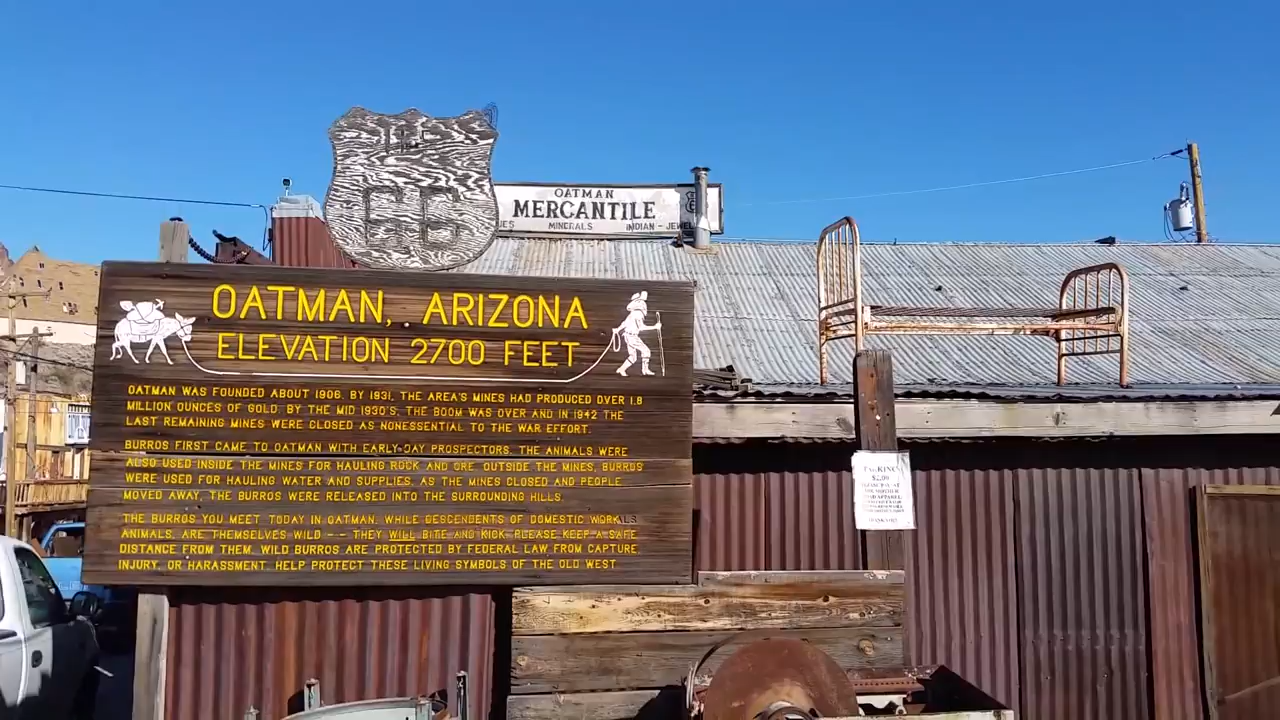 U S
66
OATMAN
MERCANTILE
MINERALS INDIAN - JEWEL
OATMAN, ARIZONA
ELEVATION 2700 FEET
OATMAN WAS FOUNDED ABOUT 1906. BY 1931, THE AREA'S MINES HAD PRODUCED OVER 1.8
MILLION OUNCES OF GOLD. BY THE MID 1930'S, THE BOOM WAS OVER AND IN 1942 THE
LAST REMAINING MINES WERE CLOSED AS NONESSENTIAL TO THE WAR EFFORT.
BURROS FIRST CAME TO OATMAN WITH EARLY-DAY PROSPECTORS. THE ANIMALS WERE
ALSO USED INSIDE THE MINES FOR HAULING ROCK AND ORE. OUTSIDE THE MINES, BURROS
WERE USED FOR HAULING WATER AND SUPPLIES. AS THE MINES CLOSED AND PEOPLE
MOVED AWAY, THE BURROS WERE RELEASED INTO THE SURROUNDING HILLS.
THE BURROS YOU MEET TODAY IN OATMAN, WHILE DESCENDENTS OF DOMESTIC WORK
ANIMALS, ARE THEMSELVES WILD -- THEY WILL BITE AND KICK. PLEASE KEEP A SAFE
DISTANCE FROM THEM. WILD BURROS ARE PROTECTED BY FEDERAL LAW FROM CAPTURE,
INJURY, OR HARASSMENT. HELP PROTECT THESE LIVING SYMBOLS OF THE OLD WEST.
PARKING
$2.00